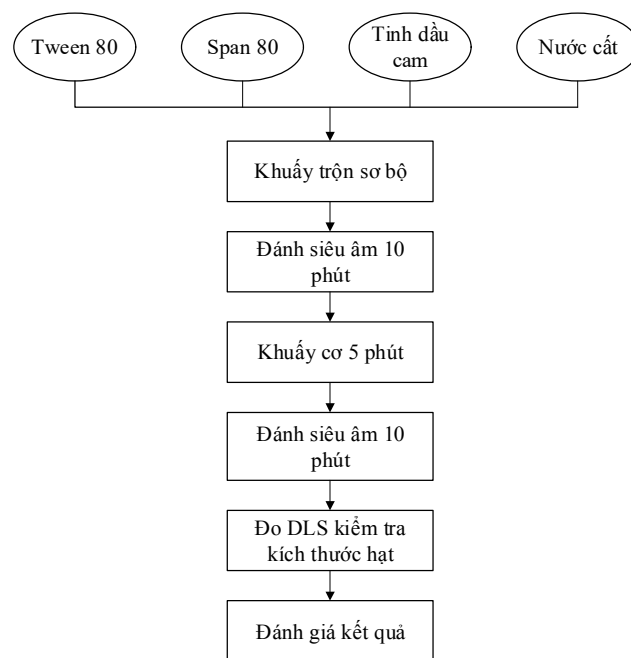 Tween 80
Span 80
Tinh dầu
cam
Nước cất
Khuấy trộn sơ bộ
Đánh siêu âm 10
phút
Khuấy cơ 5 phút
Đánh siêu âm 10
phút
Đo DLS kiểm tra
kích thước hạt
Đánh giá kết quả